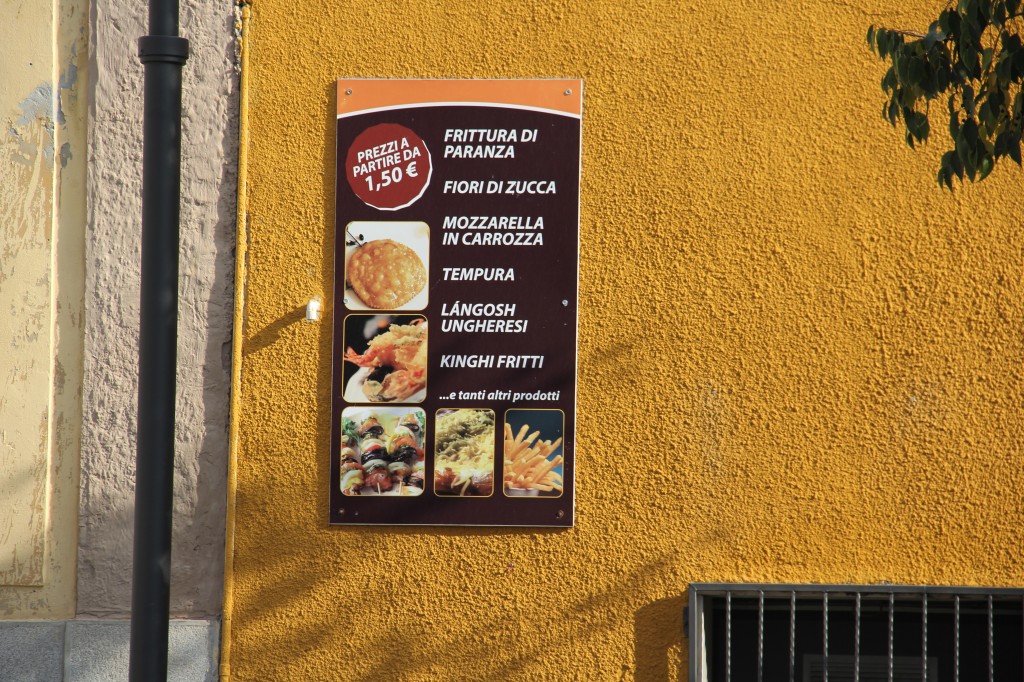 PREZZI A
PARTIRE DA
1,50 €
FRITTURA DI
PARANZA
FIORI DI ZUCCA
MOZZARELLA
IN CARROZZA
TEMPURA
LÁNGOSH
UNGHERESI
KINGHI FRITTI
...e tanti altri prodotti